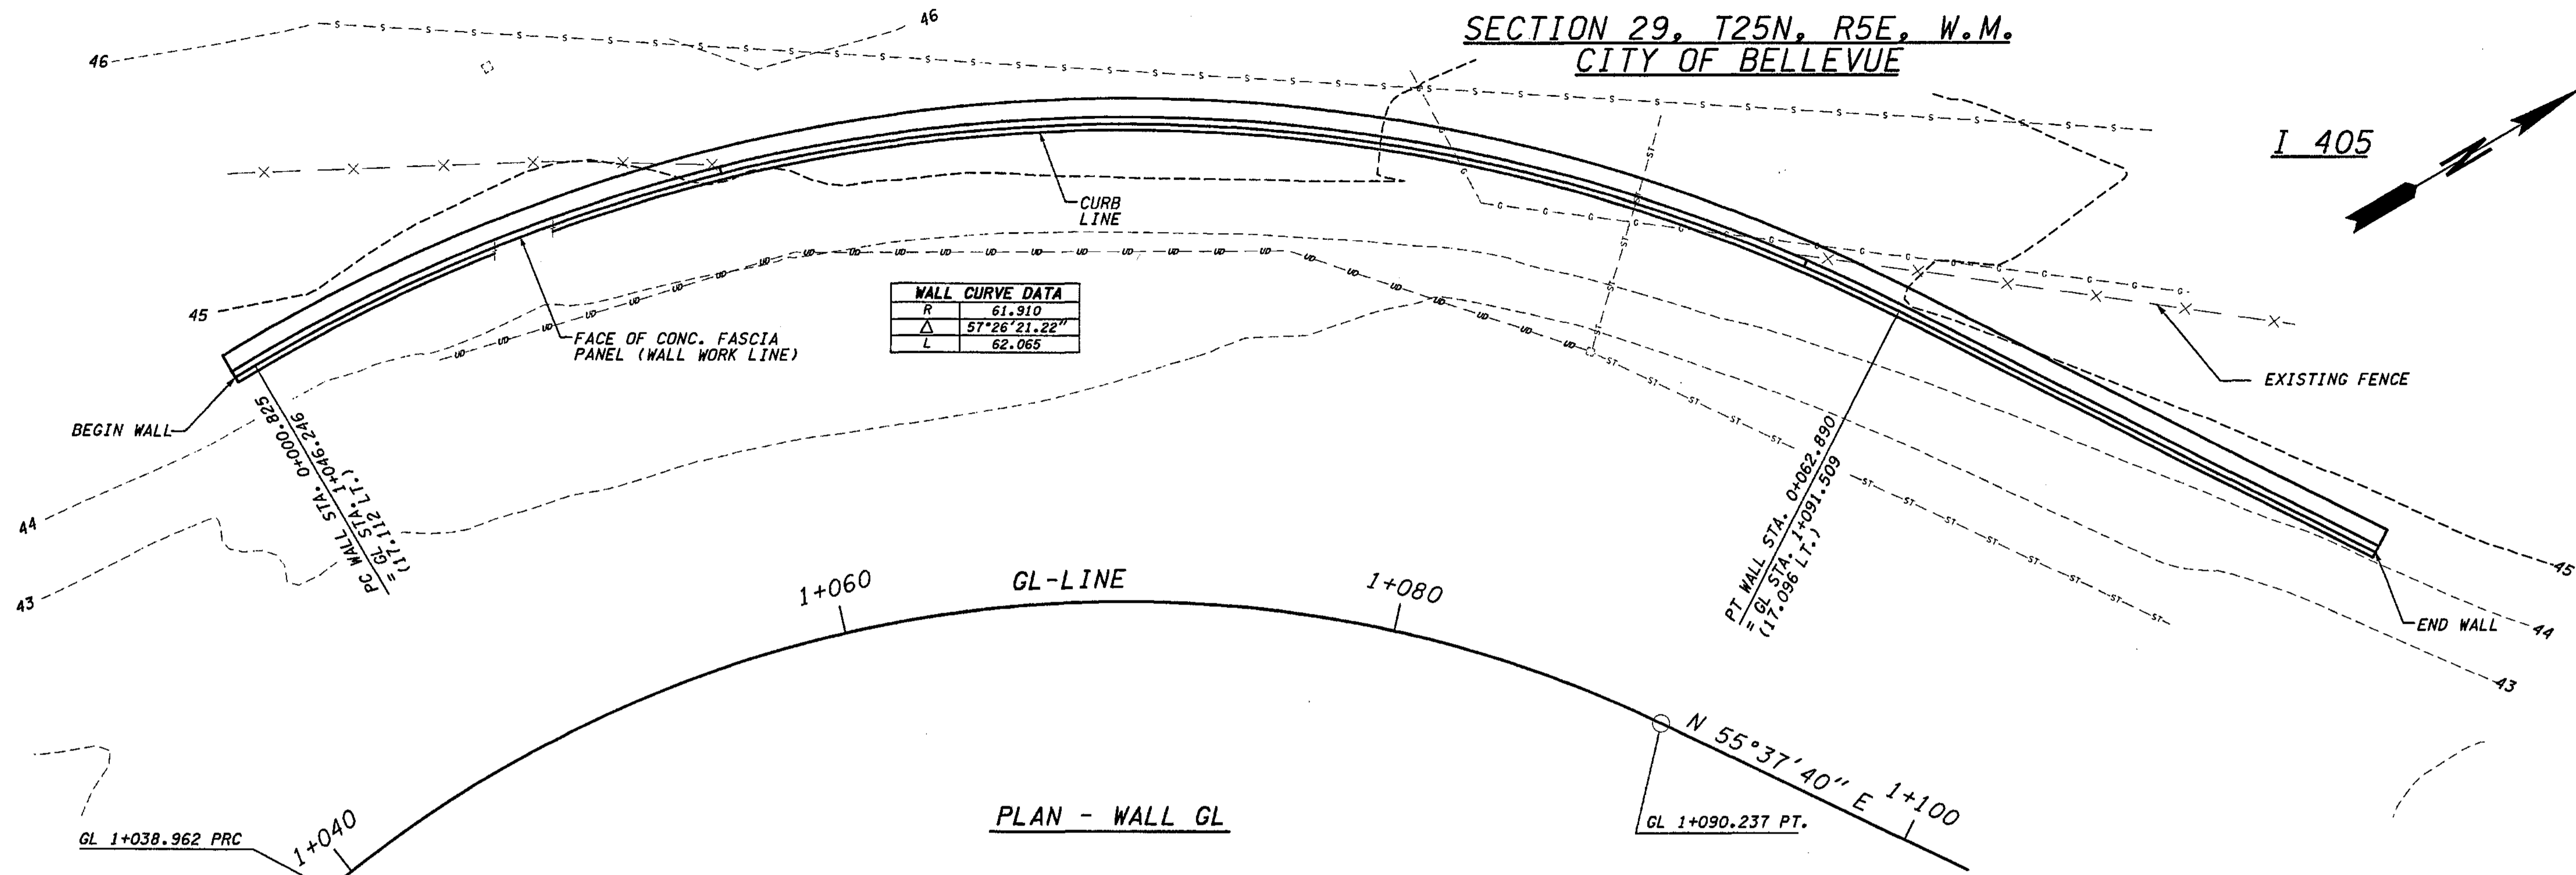 SECTION 29, T25N, R5E, W.M.
CITY OF BELLEVUE
46
46
I 405
N
CURB
LINE
45
WALL CURVE DATA
R 61.910
Δ 57°26'21.22"
L 62.065
FACE OF CONC. FASCIA
PANEL (WALL WORK LINE)
EXISTING FENCE
BEGIN WALL
PC WALL STA. 0+000.825
= GL STA. 1+046.246
(17.112 LT.)
PT WALL STA. 0+062.890
= GL STA. 1+091.509
(17.096 LT.)
44
43
45
44
43
END WALL
1+060
GL-LINE
1+080
N 55°37'40" E
1+100
PLAN - WALL GL
GL 1+090.237 PT.
GL 1+038.962 PRC
1+040